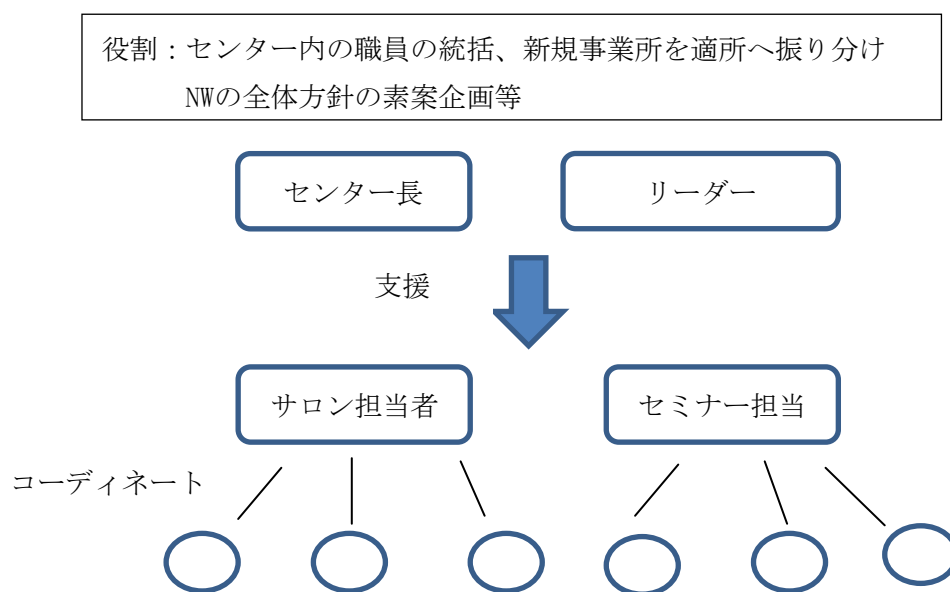 役割：センター内の職員の統括、新規事業所を適所へ振り分け
NWの全体方針の素案企画等
センター長
リーダー
支援
サロン担当者
セミナー担当
コーディネート